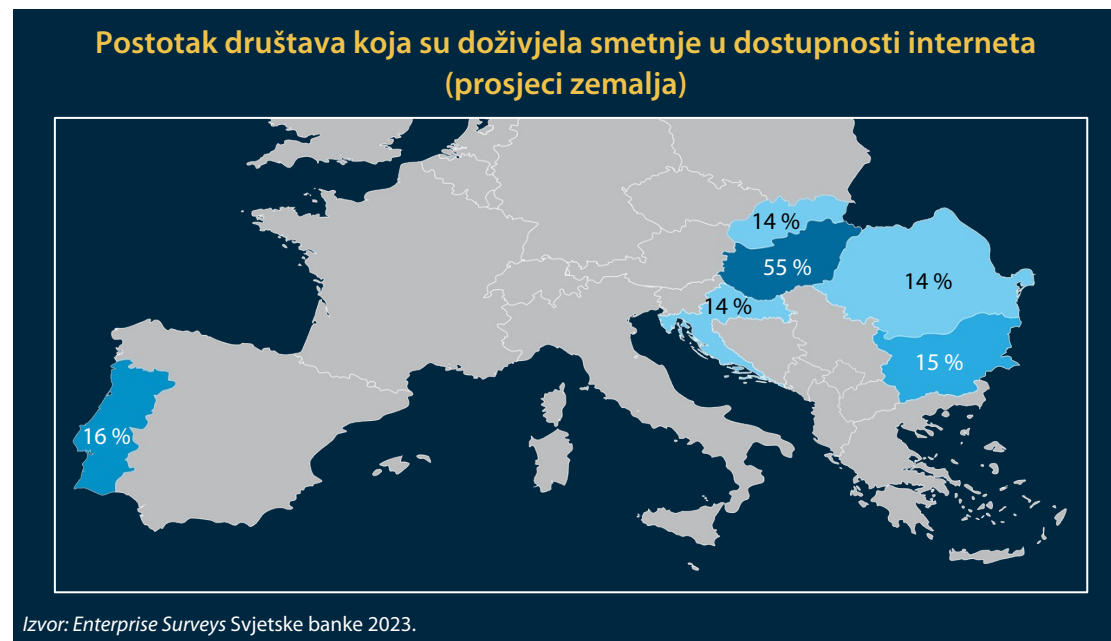 Postotak društava koja su doživjela smetnje u dostupnosti interneta
(prosjeci zemalja)
14 %
55 %
14 %
14 %
15 %
16 %
Izvor: Enterprise Surveys Svjetske banke 2023.